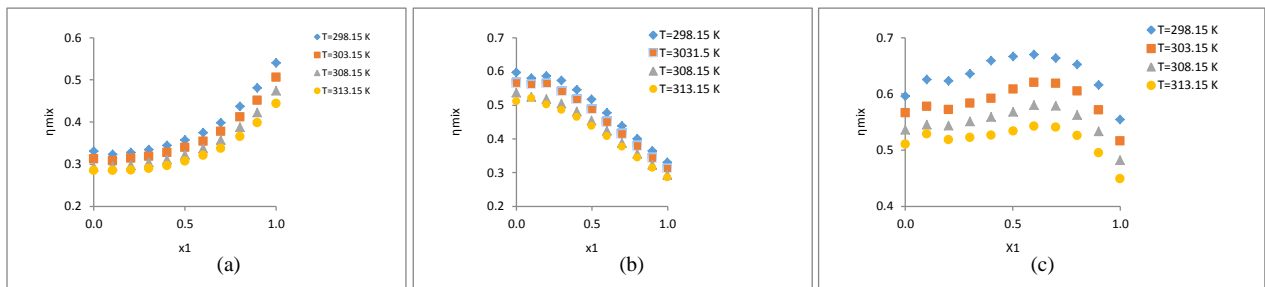 T=298.15 K
T=303.15 K
T=308.15 K
T=313.15 K
0.6
0.5
0.4
0.3
0.2
ηmix
0.0
0.5
1.0
x1
(a)
T=298.15 K
T=3031.5 K
T=308.15 K
T=313.15 K
0.7
0.6
0.5
0.4
0.3
0.2
ηmix
0.0
0.5
1.0
x1
(b)
T=298.15 K
T=303.15 K
T=308.15 K
T=313.15 K
0.7
0.6
0.5
0.4
ηmix
0.0
0.5
1.0
X1
(c)